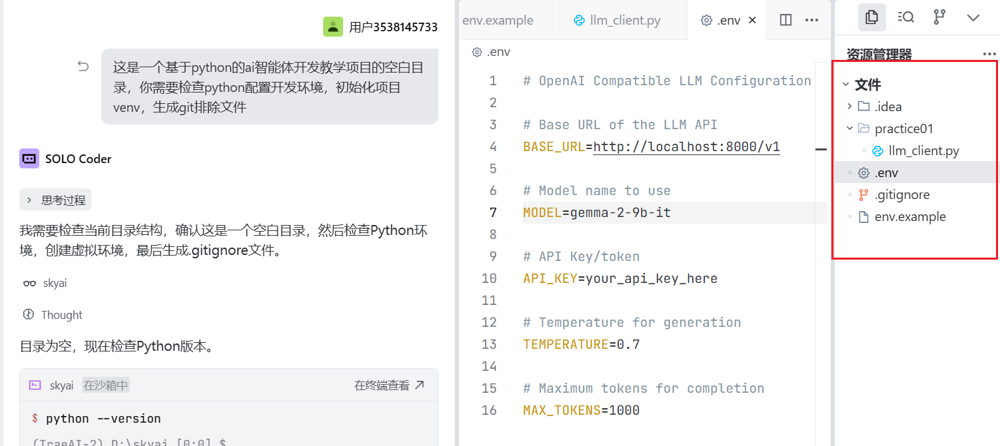 用户3538145733
这是一个基于python的ai智能体开发教学项目的空白目
录，你需要检查python配置开发环境，初始化项目
venv，生成git排除文件
SOLO Coder
思考过程
我需要检查当前目录结构，确认这是一个空白目录，然后检查Python环
境，创建虚拟环境，最后生成.gitignore文件。
skyai
Thought
目录为空，现在检查Python版本。
skyai 在沙箱中 在终端查看
$ python --version
(TraeAI-2) D:\skyai [0:0] $
env.example llm_client.py .env
.env
1 # OpenAI Compatible LLM Configuration
2
3 # Base URL of the LLM API
4 BASE_URL=http://localhost:8000/v1
5
6 # Model name to use
7 MODEL=gemma-2-9b-it
8
9 # API Key/token
10 API_KEY=your_api_key_here
11
12 # Temperature for generation
13 TEMPERATURE=0.7
14
15 # Maximum tokens for completion
16 MAX_TOKENS=1000
资源管理器
文件
.idea
practice01
llm_client.py
.env
.gitignore
env.example